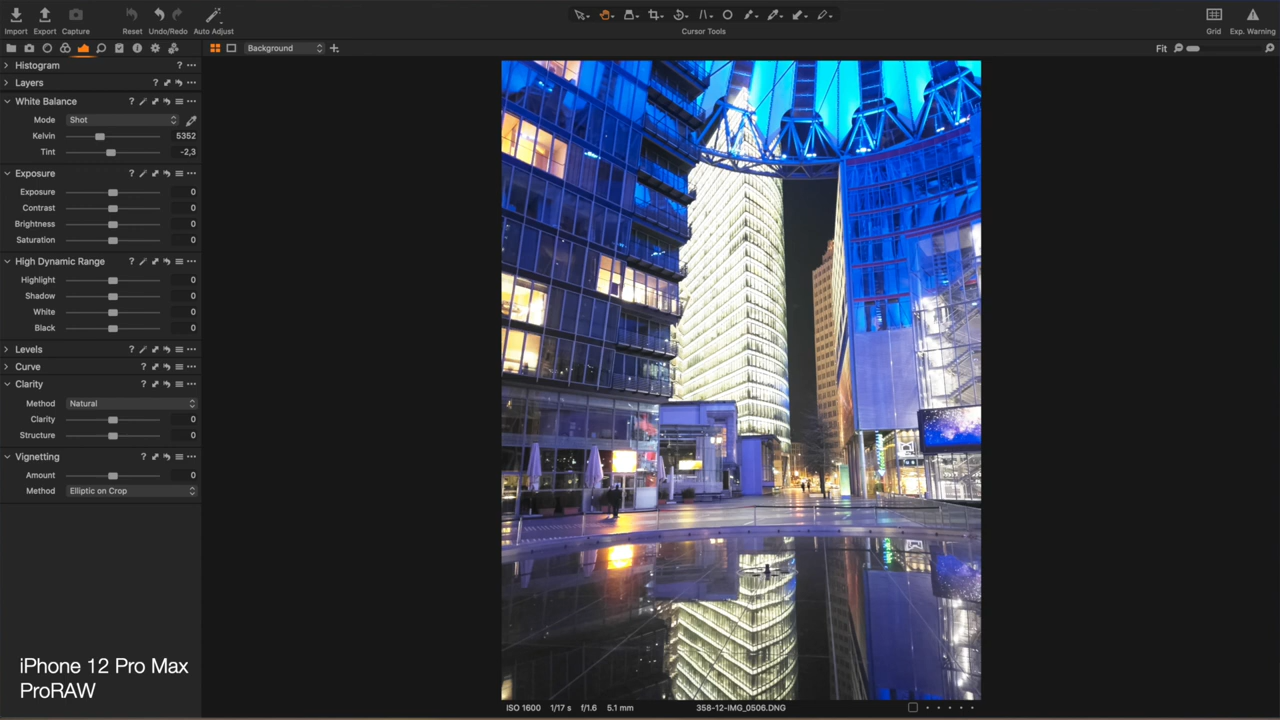 Import Export Capture Reset Undo/Redo Auto Adjust Cursor Tools Grid Exp. Warning
Background Fit
Histogram ? ...
Layers ?
White Balance ? ...
Mode Shot
Kelvin 5352
Tint -2,3
Exposure ? ...
Exposure 0
Contrast 0
Brightness 0
Saturation 0
High Dynamic Range ? ...
Highlight 0
Shadow 0
White 0
Black 0
Levels ? ...
Curve ? ...
Clarity ? ...
Method Natural
Clarity 0
Structure 0
Vignetting ? ...
Amount 0
Method Elliptic on Crop
iPhone 12 Pro Max
ProRAW
ISO 1600 1/17 s f/1.6 5.1 mm 358-12-IMG_0506.DNG